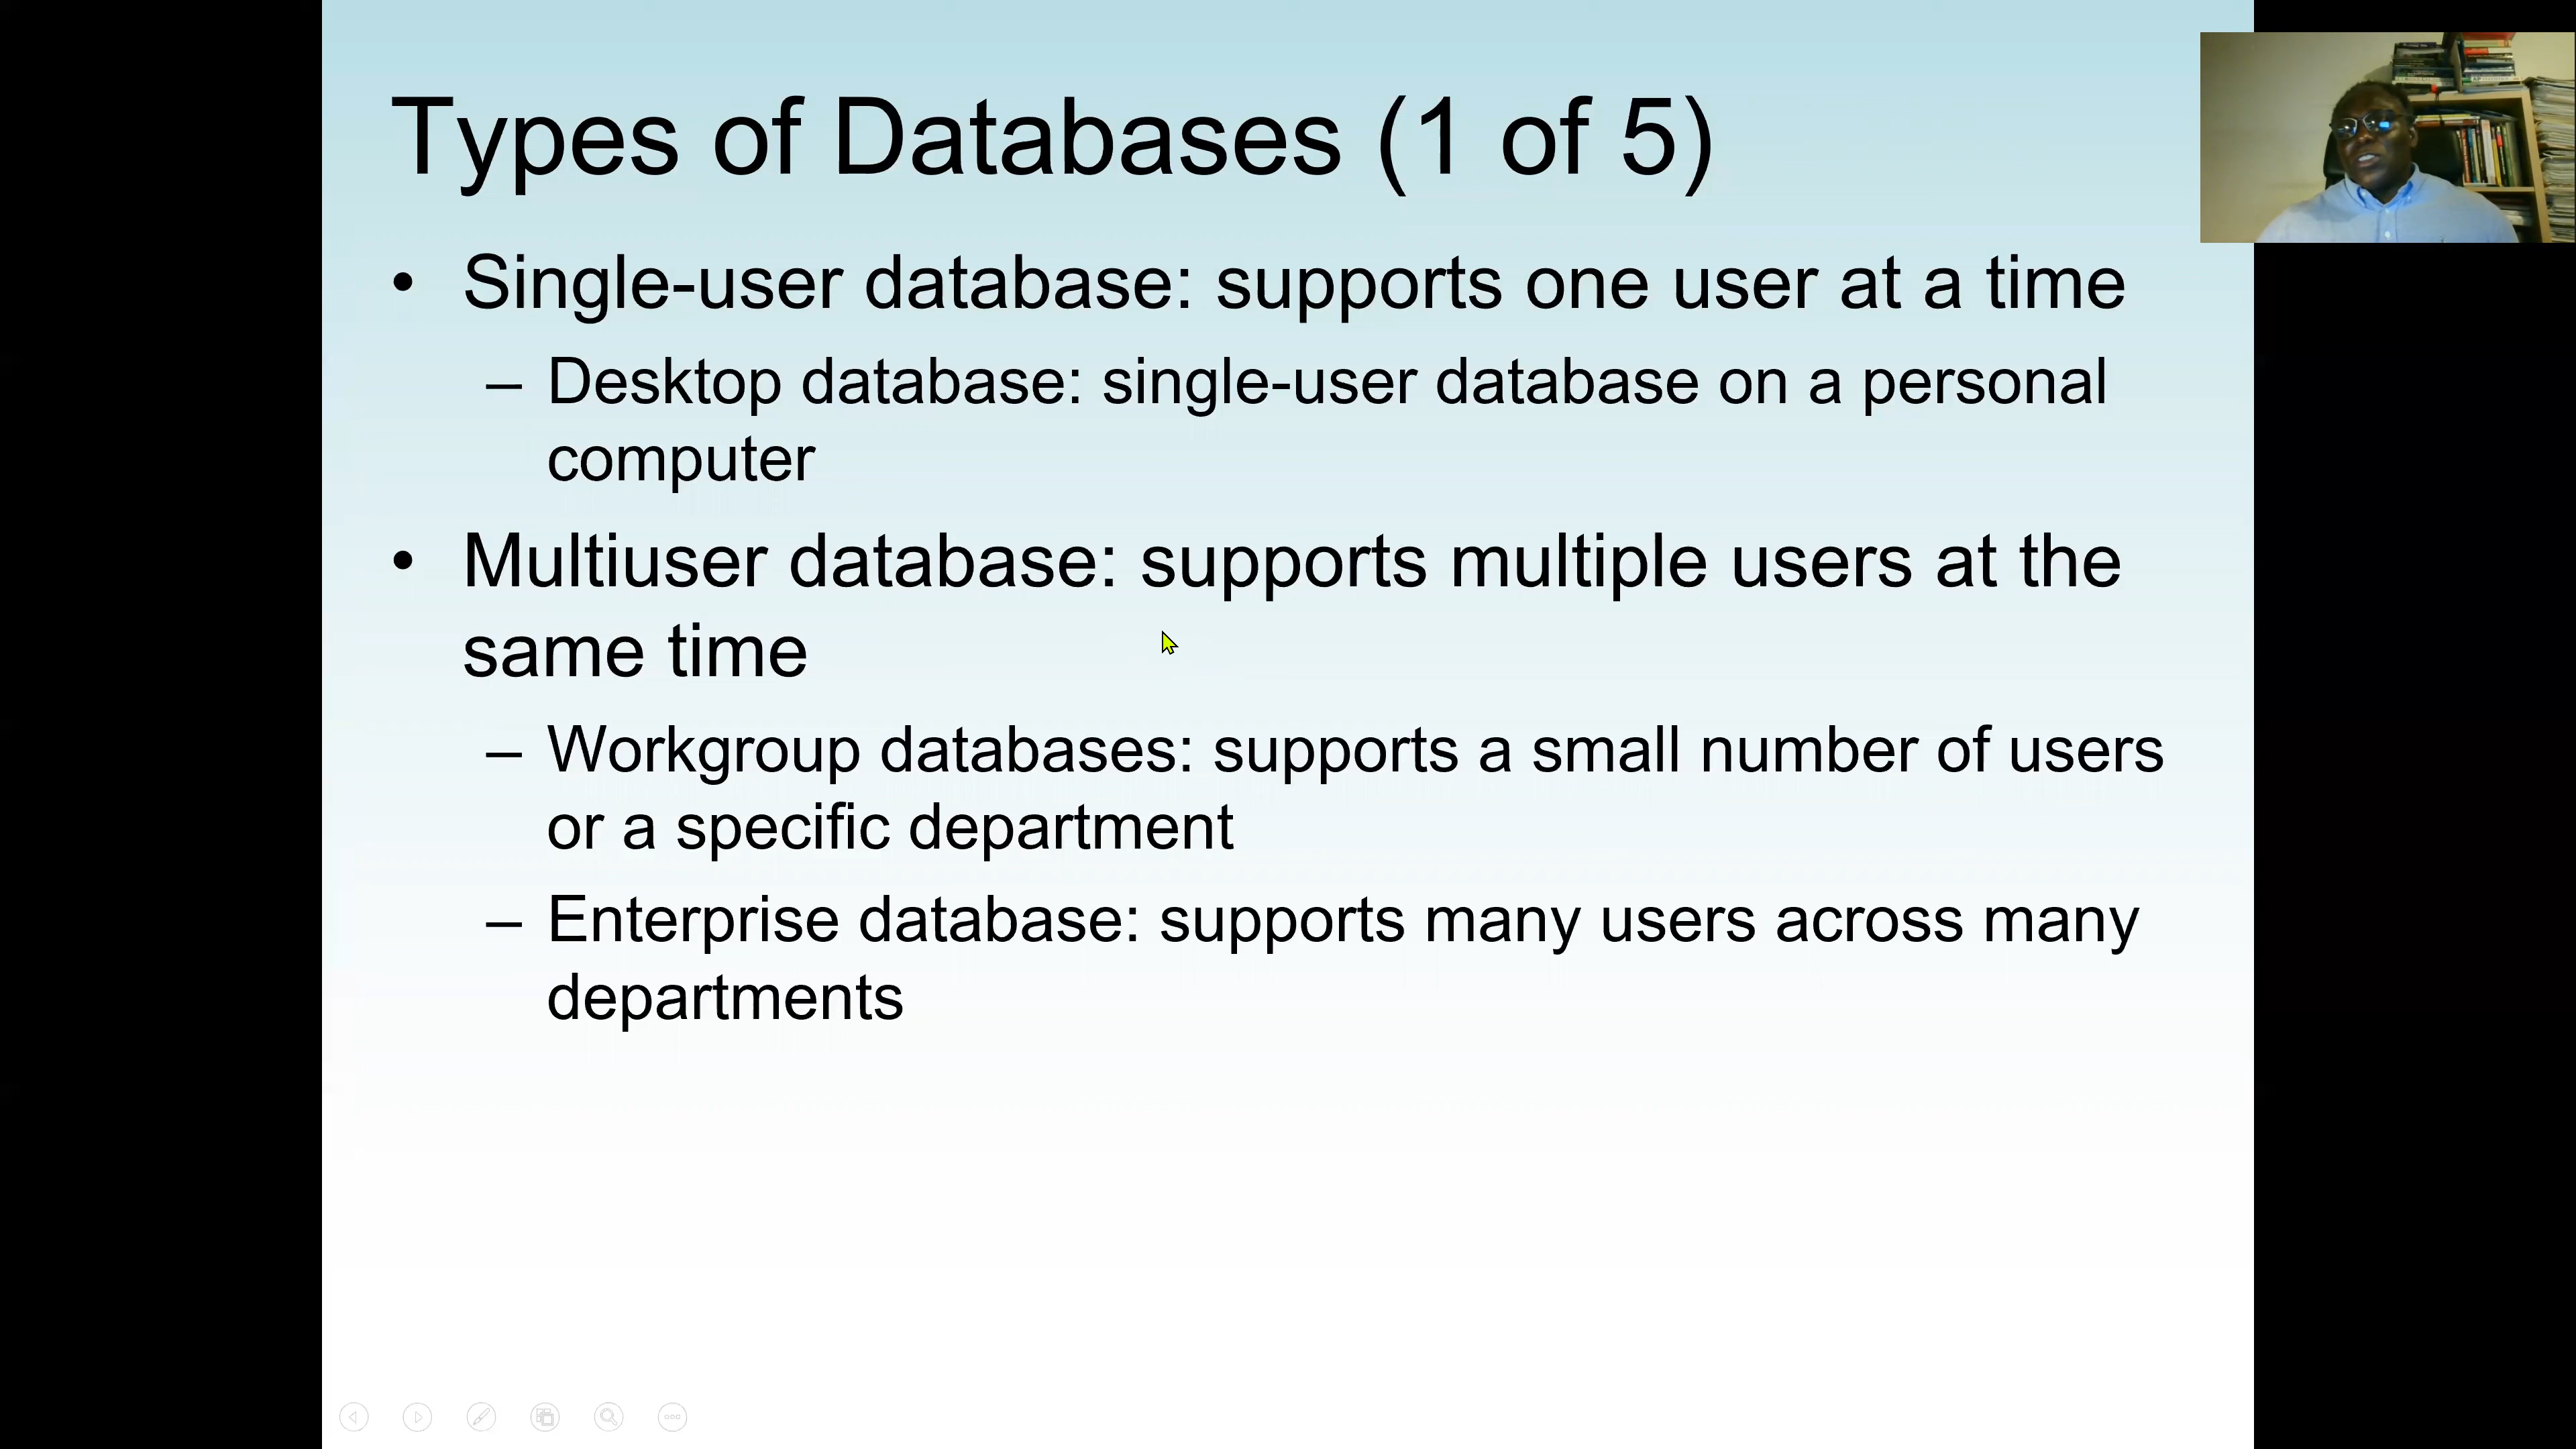 Types of Databases (1 of 5)
• Single-user database: supports one user at a time
– Desktop database: single-user database on a personal
computer
• Multiuser database: supports multiple users at the
same time
– Workgroup databases: supports a small number of users
or a specific department
– Enterprise database: supports many users across many
departments